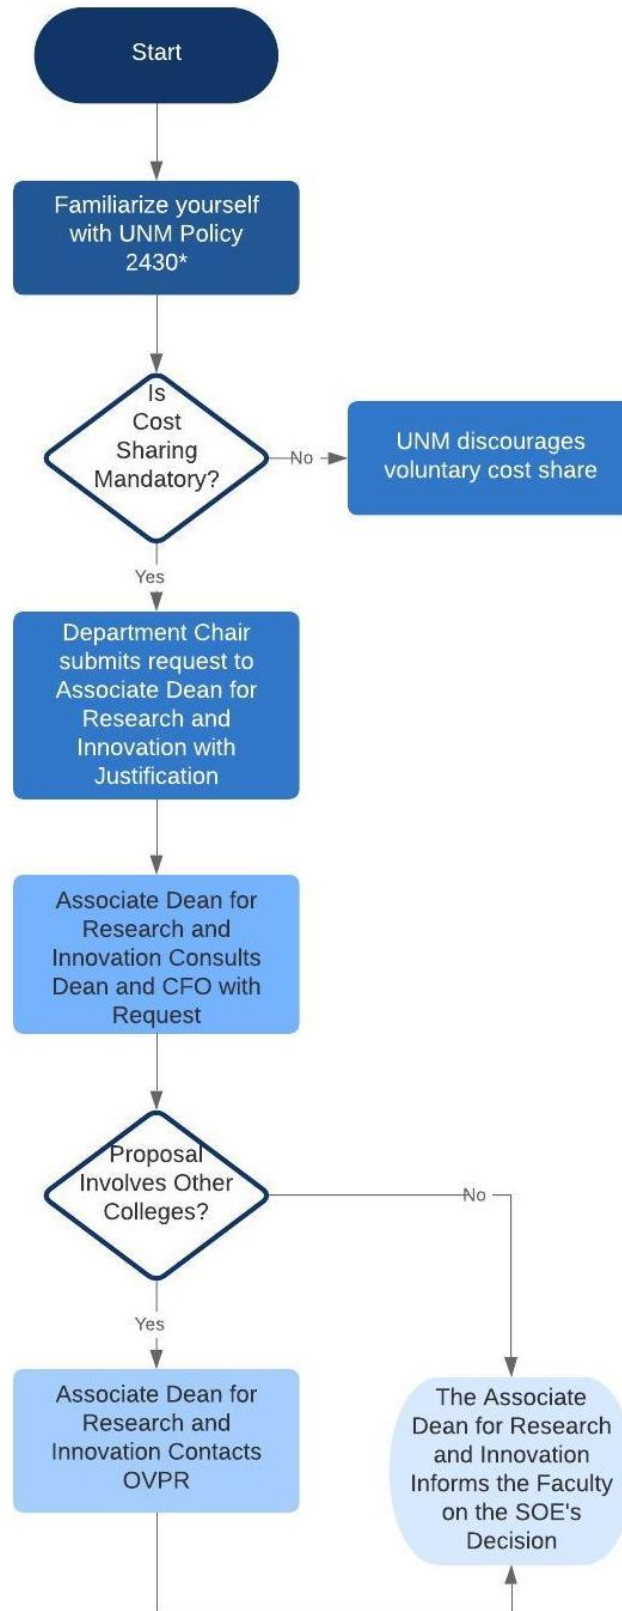 Start
Familiarize yourself
with UNM Policy
2430*
Is
Cost
Sharing
Mandatory?
No
UNM discourages
voluntary cost share
Yes
Department Chair
submits request to
Associate Dean for
Research and
Innovation with
Justification
Associate Dean for
Research and
Innovation Consults
Dean and CFO with
Request
Proposal
Involves Other
Colleges?
No
Yes
Associate Dean for
Research and
Innovation Contacts
OVPR
The Associate
Dean for Research
and Innovation
Informs the Faculty
on the SOE's
Decision